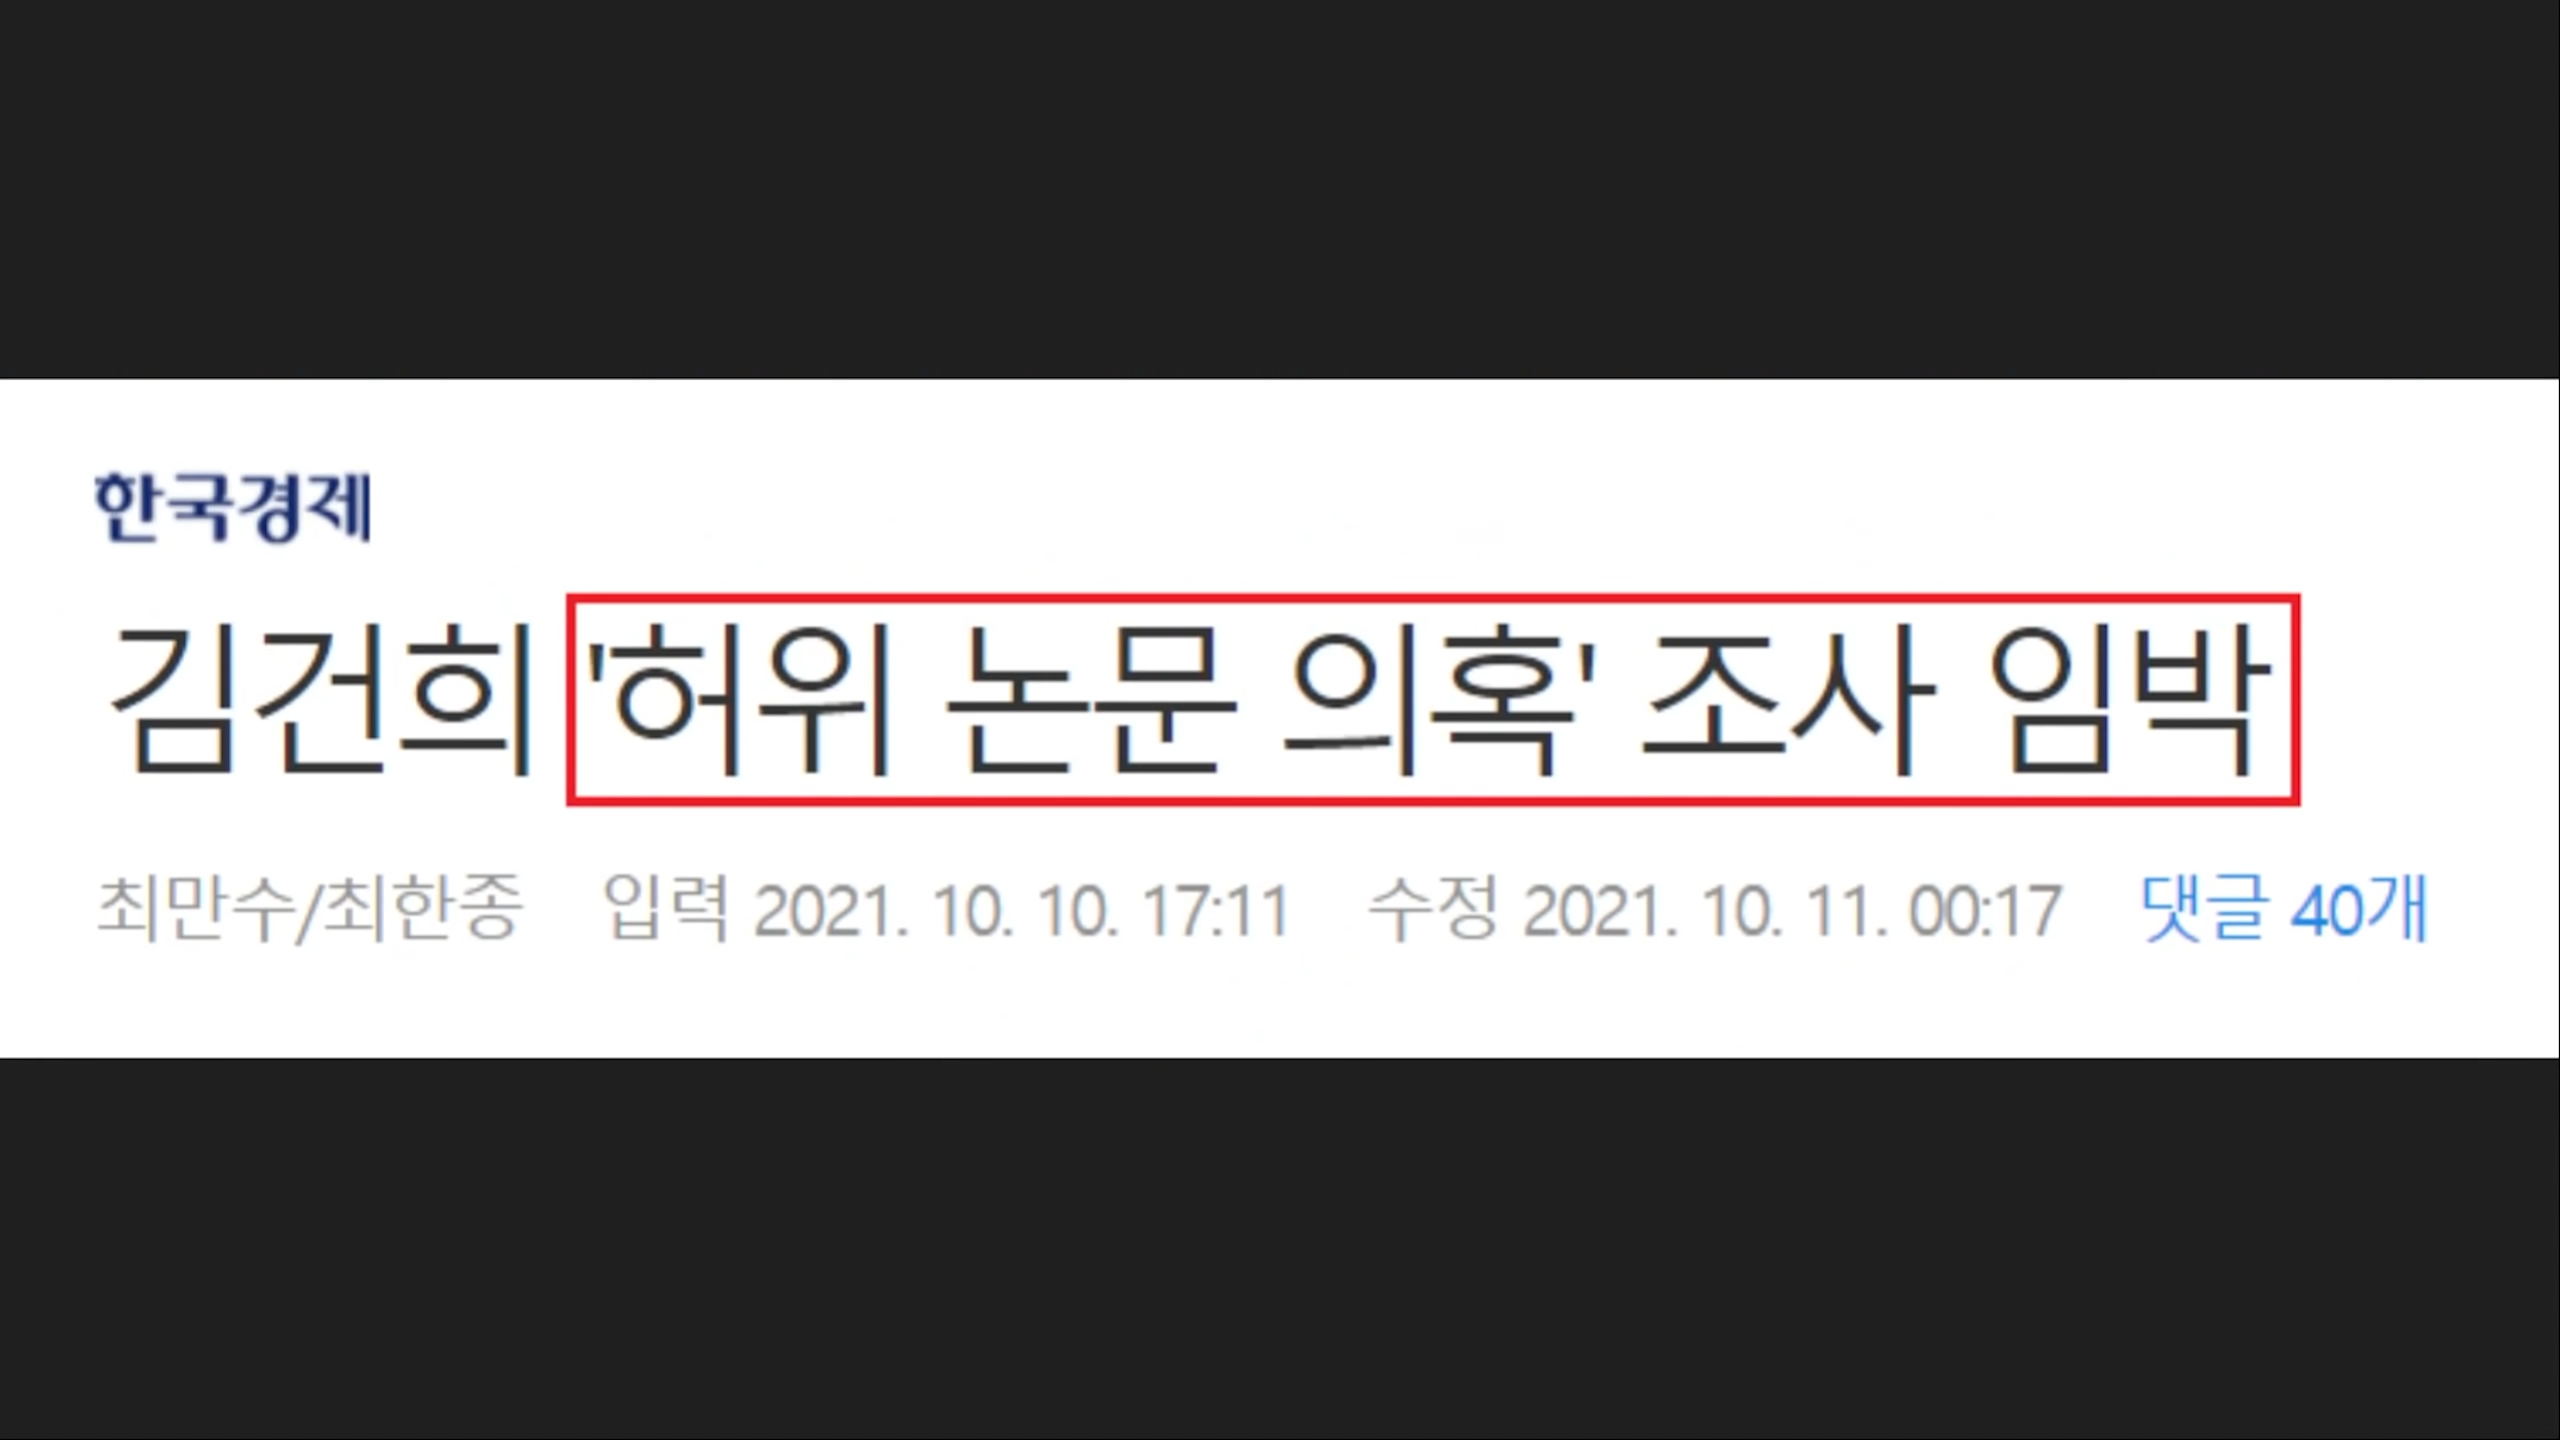 한국경제
김건희 '허위 논문 의혹' 조사 임박
최만수/최한종 입력 2021. 10. 10. 17:11 수정 2021. 10. 11. 00:17 댓글 40개